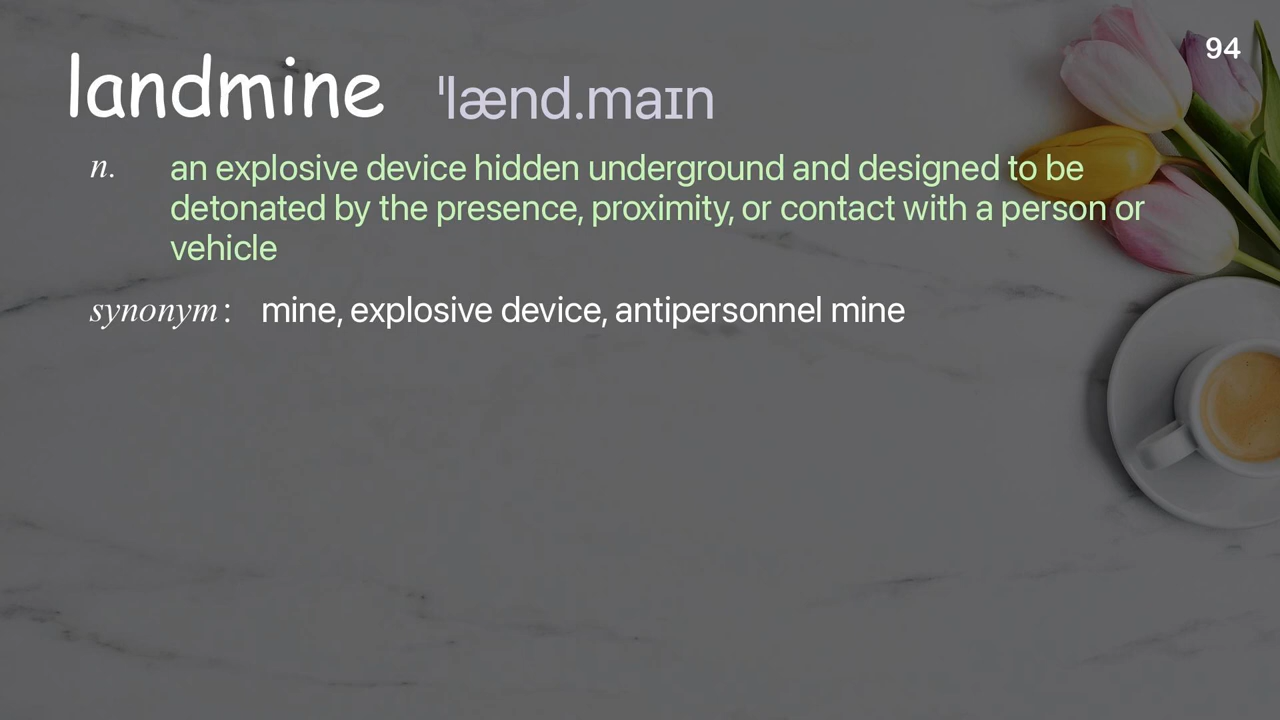 94
landmine ˈlænd.maɪn
n. an explosive device hidden underground and designed to be
detonated by the presence, proximity, or contact with a person or
vehicle
synonym: mine, explosive device, antipersonnel mine